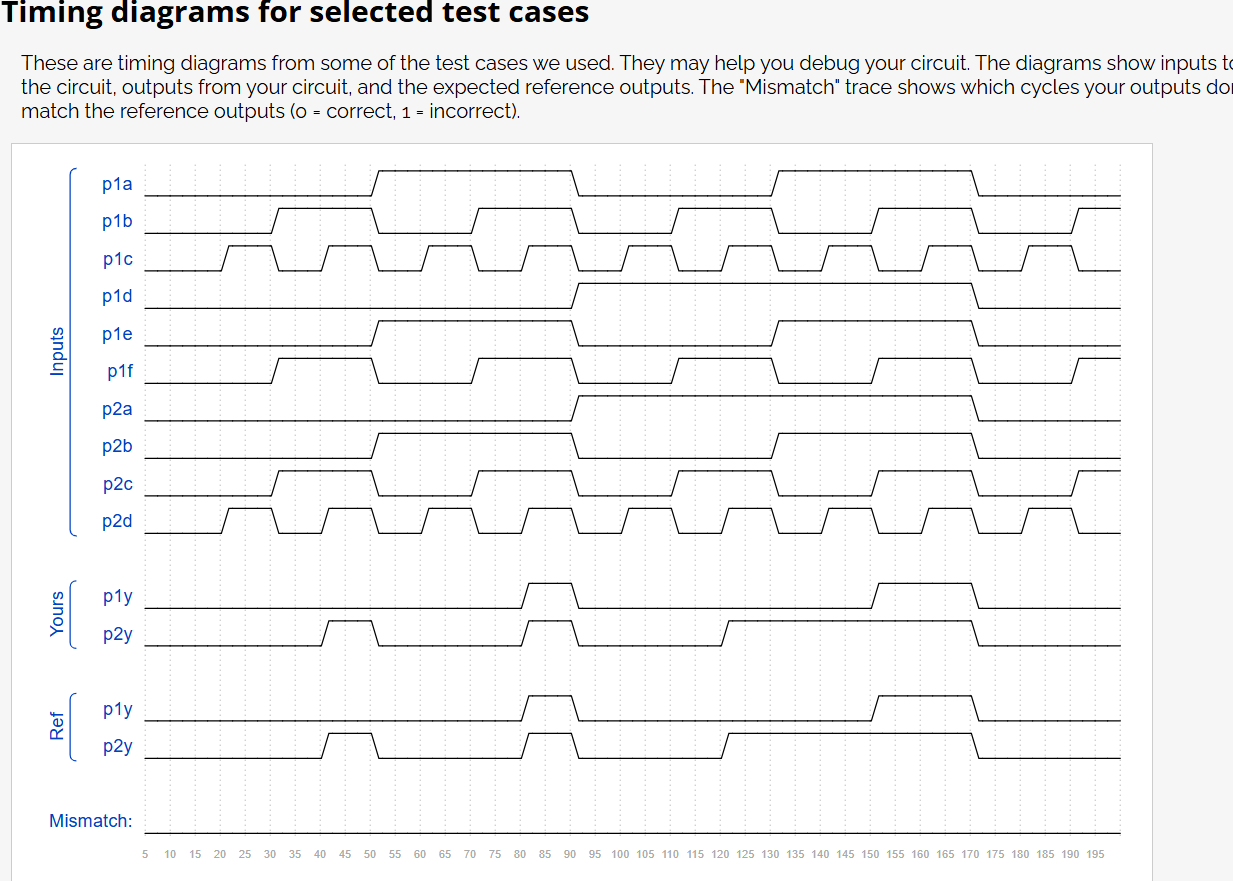 Timing diagrams for selected test cases
These are timing diagrams from some of the test cases we used. They may help you debug your circuit. The diagrams show inputs
the circuit, outputs from your circuit, and the expected reference outputs. The "Mismatch" trace shows which cycles your outputs
match the reference outputs (0 = correct, 1 = incorrect).
Inputs
p1a
p1b
p1c
p1d
p1e
p1f
p2a
p2b
p2c
p2d
Yours
p1y
p2y
Ref
p1y
p2y
Mismatch:
5 10 15 20 25 30 35 40 45 50 55 60 65 70 75 80 85 90 95 100 105 110 115 120 125 130 135 140 145 150 155 160 165 170 175 180 185 190 195